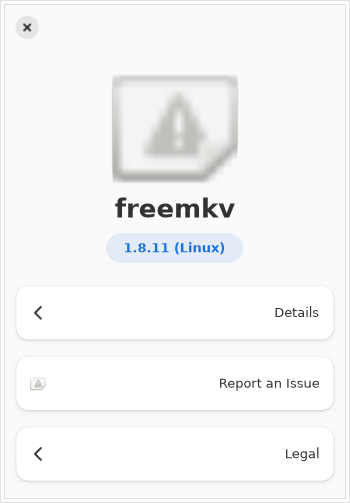 freemkv
1.8.11 (Linux)
Details
Report an Issue
Legal